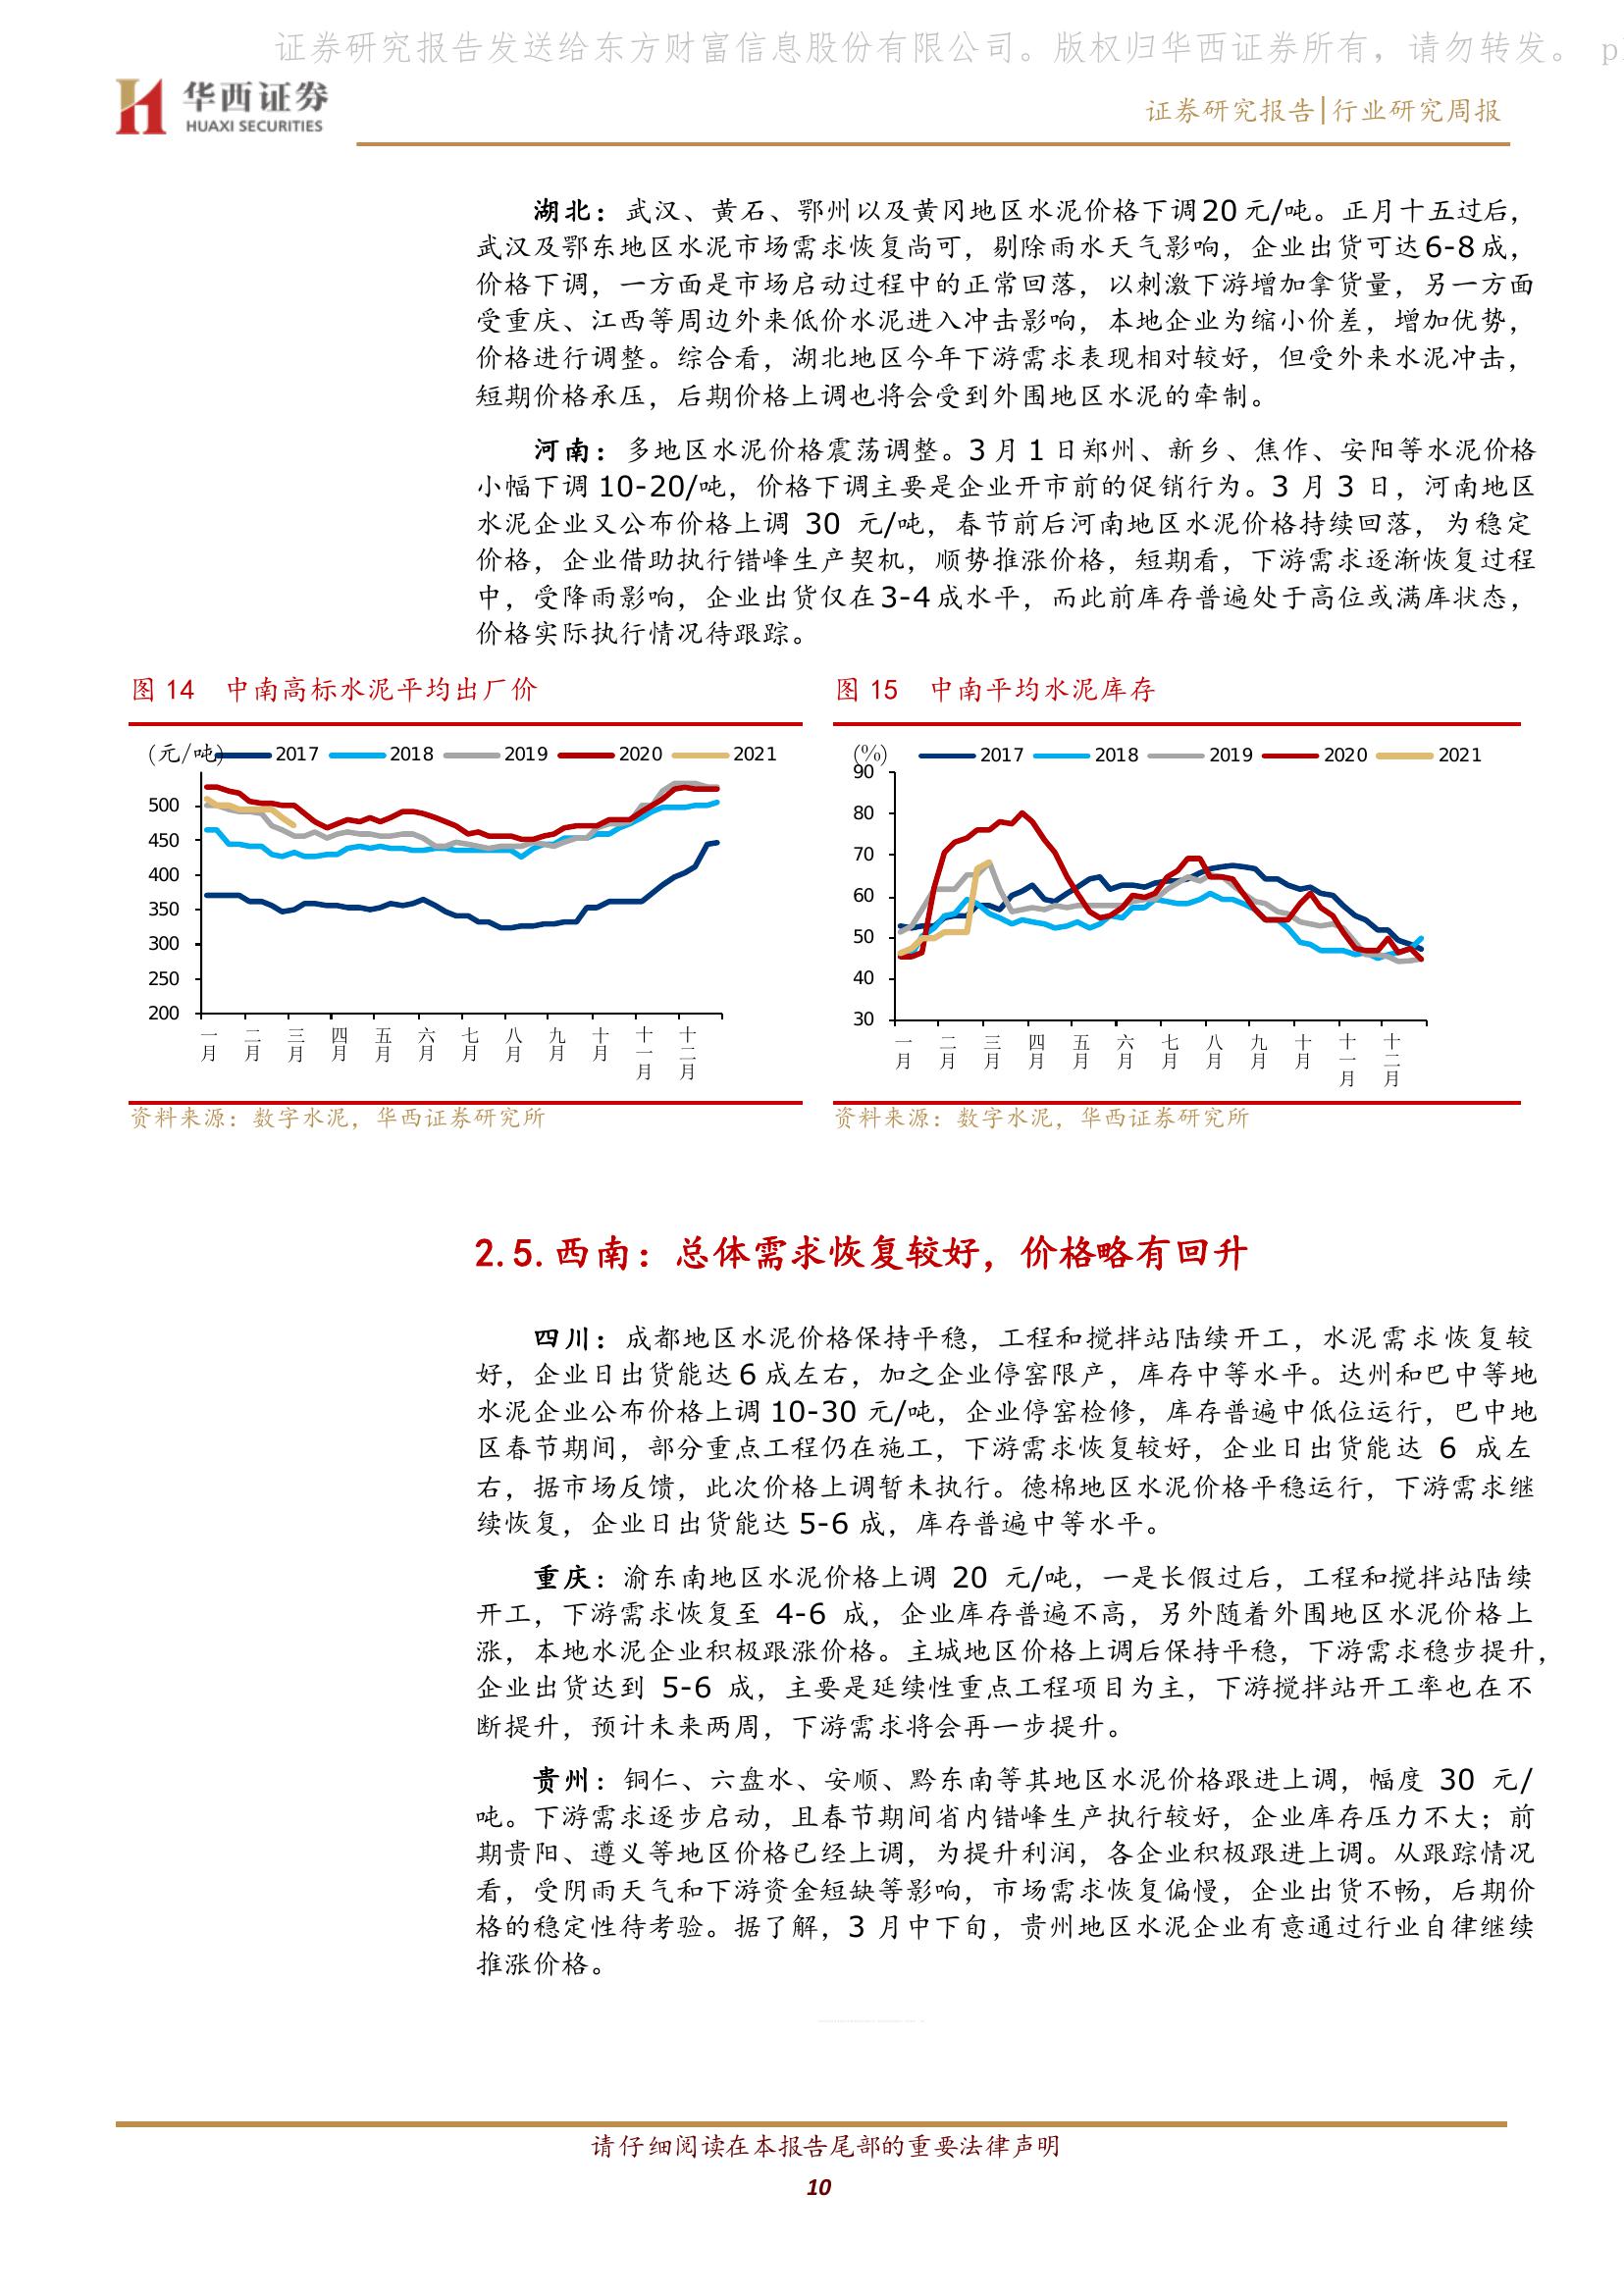 证券研究报告发送给东方财富信息股份有限公司。版权归华西证券所有，请勿转发。 p
华西证券
HUAXI SECURITIES
证券研究报告|行业研究周报
湖北：武汉、黄石、鄂州以及黄冈地区水泥价格下调20元/吨。正月十五过后，
武汉及鄂东地区水泥市场需求恢复尚可，剔除雨水天气影响，企业出货可达6-8成，
价格下调，一方面是市场启动过程中的正常回落，以刺激下游增加拿货量，另一方面
受重庆、江西等周边外来低价水泥进入冲击影响，本地企业为缩小价差，增加优势，
价格进行调整。综合看，湖北地区今年下游需求表现相对较好，但受外来水泥冲击，
短期价格承压，后期价格上调也将会受到外围地区水泥的牵制。
河南：多地区水泥价格震荡调整。3月1日郑州、新乡、焦作、安阳等水泥价格
小幅下调 10-20/吨，价格下调主要是企业开市前的促销行为。3 月 3 日，河南地区
水泥企业又公布价格上调 30 元/吨，春节前后河南地区水泥价格持续回落，为稳定
价格，企业借助执行错峰生产契机，顺势推涨价格，短期看，下游需求逐渐恢复过程
中，受降雨影响，企业出货仅在3-4成水平，而此前库存普遍处于高位或满库状态，
价格实际执行情况待跟踪。
图 14 中南高标水泥平均出厂价
(元/吨) 2017 2018 2019 2020 2021
500
450
400
350
300
250
200
一月 二月 三月 四月 五月 六月 七月 八月 九月 十月 十一月 十二月
资料来源：数字水泥，华西证券研究所
图 15 中南平均水泥库存
(%) 2017 2018 2019 2020 2021
90
80
70
60
50
40
30
一月 二月 三月 四月 五月 六月 七月 八月 九月 十月 十一月 十二月
资料来源：数字水泥，华西证券研究所
2.5.西南：总体需求恢复较好，价格略有回升
四川：成都地区水泥价格保持平稳，工程和搅拌站陆续开工，水泥需求恢复较
好，企业日出货能达6成左右，加之企业停窑限产，库存中等水平。达州和巴中等地
水泥企业公布价格上调 10-30 元/吨，企业停窑检修，库存普遍中低位运行，巴中地
区春节期间，部分重点工程仍在施工，下游需求恢复较好，企业日出货能达 6 成左
右，据市场反馈，此次价格上调暂未执行。德棉地区水泥价格平稳运行，下游需求继
续恢复，企业日出货能达 5-6 成，库存普遍中等水平。
重庆：渝东南地区水泥价格上调 20 元/吨，一是长假过后，工程和搅拌站陆续
开工，下游需求恢复至 4-6 成，企业库存普遍不高，另外随着外围地区水泥价格上
涨，本地水泥企业积极跟涨价格。主城地区价格上调后保持平稳，下游需求稳步提升，
企业出货达到 5-6 成，主要是延续性重点工程项目为主，下游搅拌站开工率也在不
断提升，预计未来两周，下游需求将会再一步提升。
贵州：铜仁、六盘水、安顺、黔东南等其地区水泥价格跟进上调，幅度 30 元/
吨。下游需求逐步启动，且春节期间省内错峰生产执行较好，企业库存压力不大；前
期贵阳、遵义等地区价格已经上调，为提升利润，各企业积极跟进上调。从跟踪情况
看，受阴雨天气和下游资金短缺等影响，市场需求恢复偏慢，企业出货不畅，后期价
格的稳定性待考验。据了解，3 月中下旬，贵州地区水泥企业有意通过行业自律继续
推涨价格。
请仔细阅读在本报告尾部的重要法律声明
10